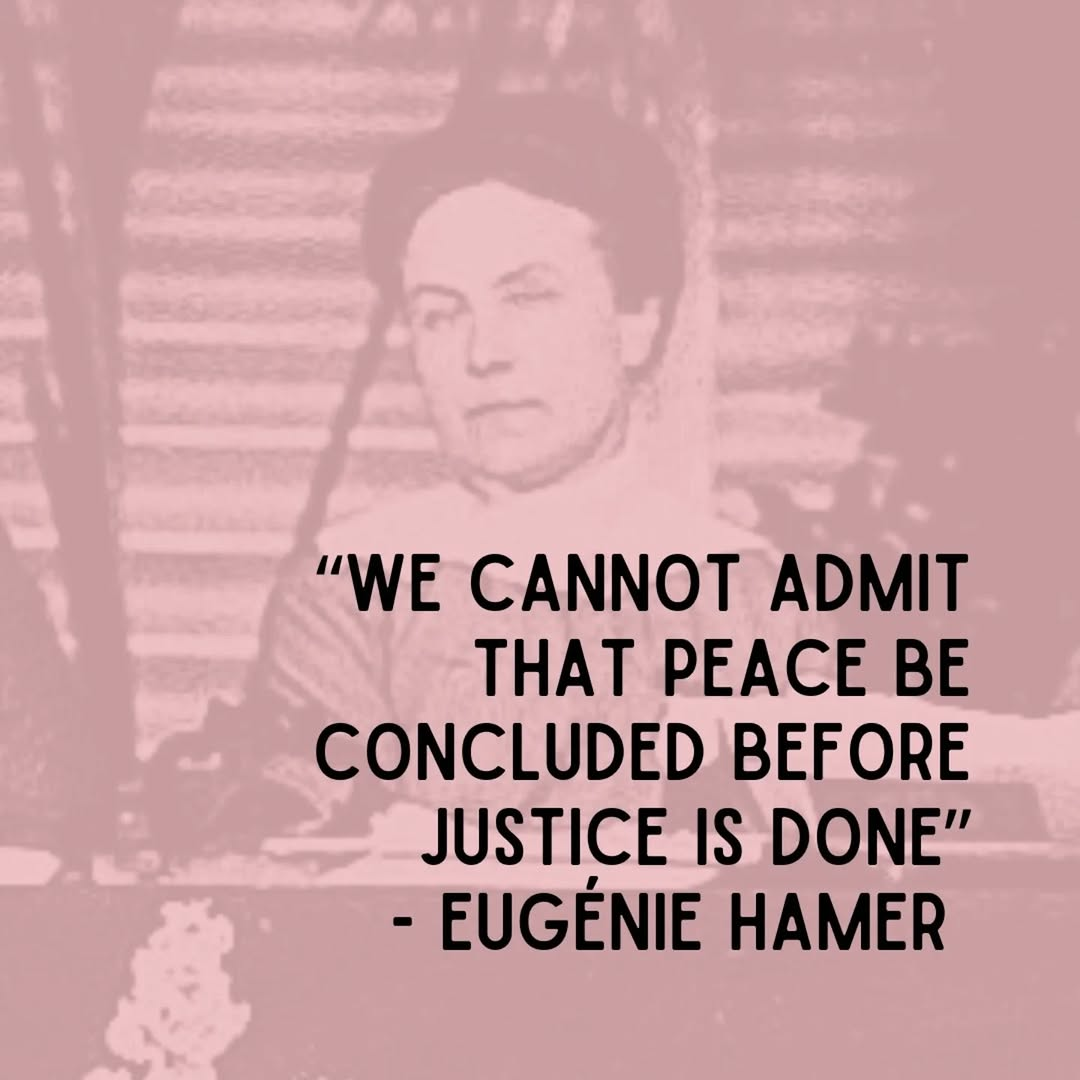 “WE CANNOT ADMIT
THAT PEACE BE
CONCLUDED BEFORE
JUSTICE IS DONE”
- EUGÉNIE HAMER